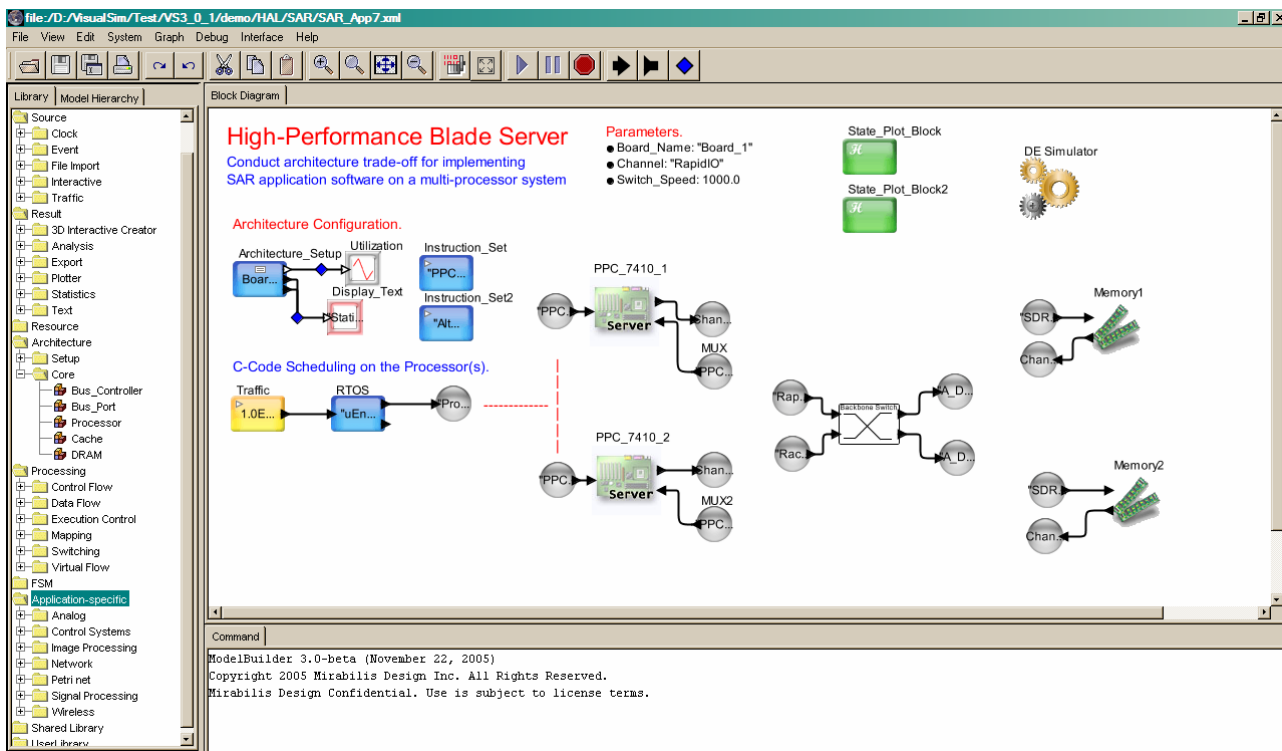 file:/D:/VisualSim/Test/VS3_0_1/demo/HAL/SAR/SAR_App7.xml
File View Edit System Graph Debug Interface Help
Library
Model Hierarchy
Source
Clock
Event
File Import
Interactive
Traffic
Result
3D Interactive Creator
Analysis
Export
Plotter
Statistics
Text
Resource
Architecture
Setup
Core
Bus_Controller
Bus_Port
Processor
Cache
DRAM
Processing
Control Flow
Data Flow
Execution Control
Mapping
Switching
Virtual Flow
FSM
Application-specific
Analog
Control Systems
Image Processing
Network
Petri net
Signal Processing
Wireless
Shared Library
UserLibrary
Block Diagram
High-Performance Blade Server
Conduct architecture trade-off for implementing
SAR application software on a multi-processor system
Parameters.
Board_Name: "Board_1"
Channel: "RapidIO"
Switch_Speed: 1000.0
State_Plot_Block
State_Plot_Block2
DE Simulator
Architecture Configuration.
Architecture_Setup
Boar...
Utilization
Display_Text
"Stati...
Instruction_Set
"PPC...
Instruction_Set2
"Alt...
C-Code Scheduling on the Processor(s).
Traffic
1.0E...
RTOS
"uEn...
"Pro...
PPC_7410_1
"PPC.
Server
Shan...
MUX
PPC...
PPC_7410_2
"PPC.
Server
Shan...
MUX2
PPC...
"Rap.
"Rac.
Backbone Switch
"A_D...
"A_D...
Memory1
"SDR.
Chan.
Memory2
"SDR.
Chan.
Command
ModelBuilder 3.0-beta (November 22, 2005)
Copyright 2005 Mirabilis Design Inc. All Rights Reserved.
Mirabilis Design Confidential. Use is subject to license terms.